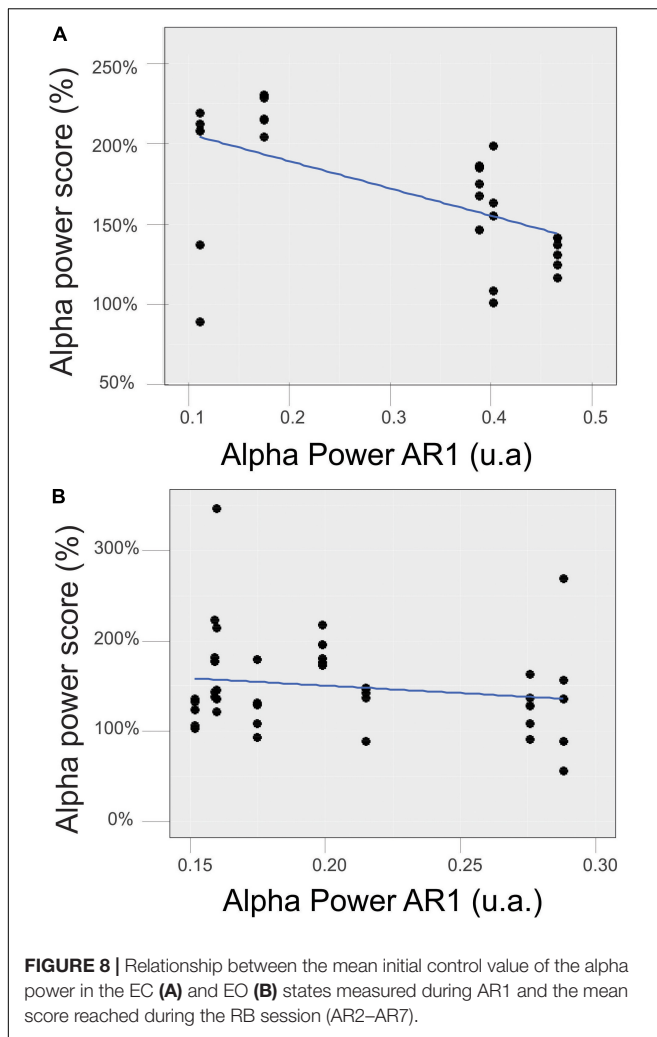 A
Alpha power score (%)
250%
200%
150%
100%
50%
0.1 0.2 0.3 0.4 0.5
Alpha Power AR1 (u.a)
B
Alpha power score (%)
300%
200%
100%
0%
0.15 0.20 0.25 0.30
Alpha Power AR1 (u.a.)
FIGURE 8 | Relationship between the mean initial control value of the alpha
power in the EC (A) and EO (B) states measured during AR1 and the mean
score reached during the RB session (AR2–AR7).